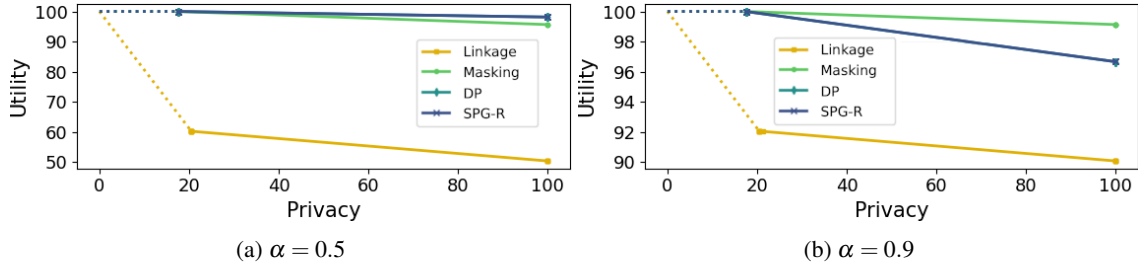 100
90
80
70
60
50
Utility
Linkage
Masking
DP
SPG-R
0 20 40 60 80 100
Privacy
(a) α = 0.5
100
98
96
94
92
90
Utility
Linkage
Masking
DP
SPG-R
0 20 40 60 80 100
Privacy
(b) α = 0.9